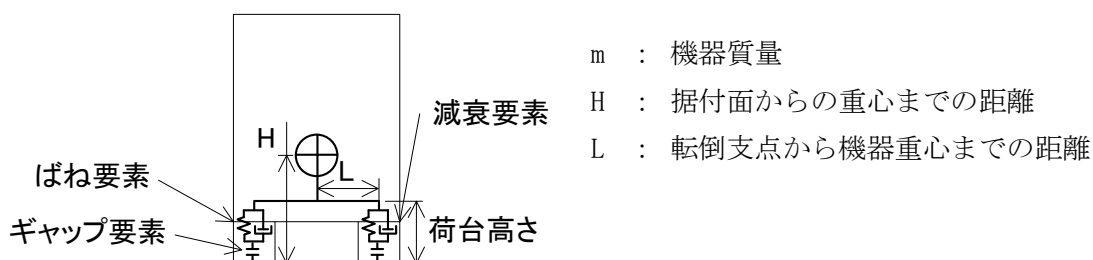 m : 機器質量
H : 据付面からの重心までの距離
L : 転倒支点から機器重心までの距離
減衰要素
H
L
ばね要素
ギャップ要素
荷台高さ